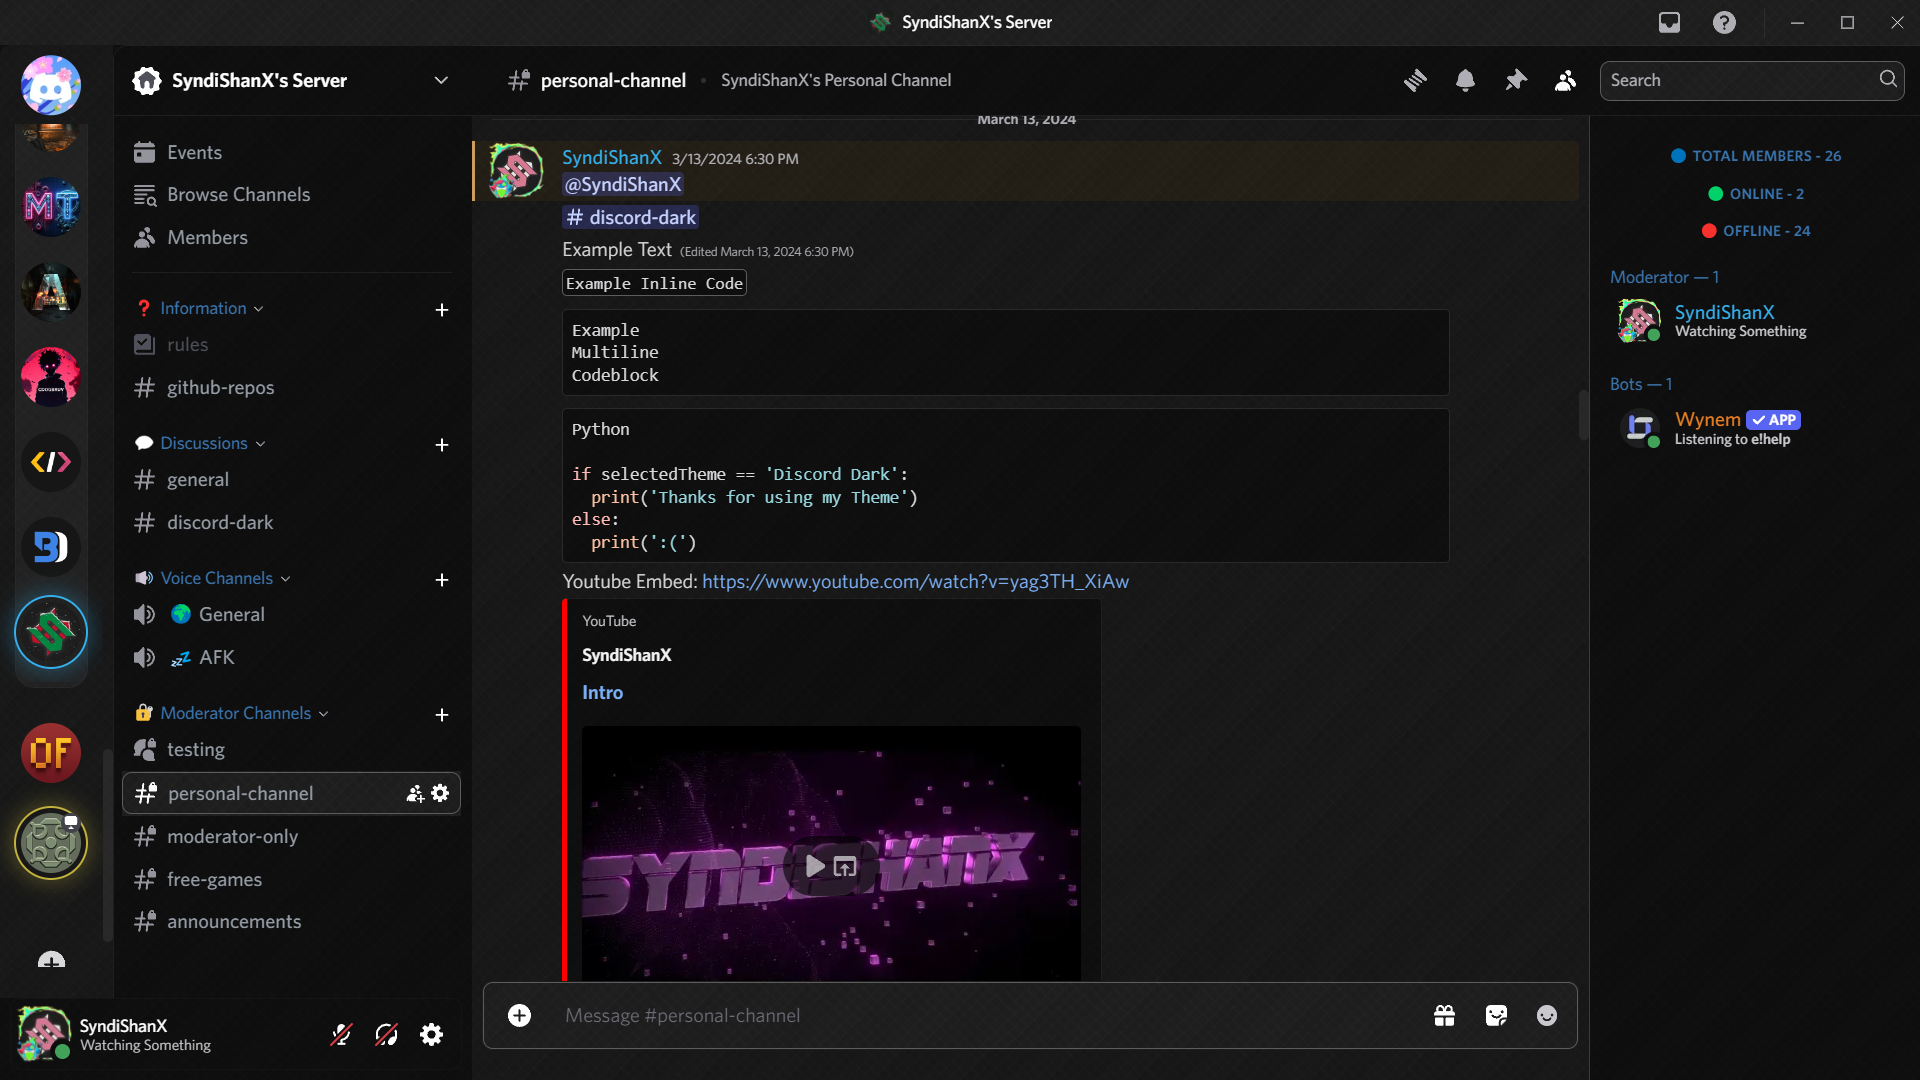 SyndiShanX's Server
SyndiShanX's Server
Events
Browse Channels
Members
Information
rules
github-repos
Discussions
general
discord-dark
Voice Channels
General
AFK
Moderator Channels
testing
personal-channel
moderator-only
free-games
announcements
SyndiShanX
Watching Something
MT
A
OF
personal-channel • SyndiShanX's Personal Channel
Search
March 13, 2024
SyndiShanX 3/13/2024 6:30 PM
@SyndiShanX
# discord-dark
Example Text (Edited March 13, 2024 6:30 PM)
Example Inline Code
Example
Multiline
Codeblock
Python
if selectedTheme == 'Discord Dark':
  print('Thanks for using my Theme')
else:
  print(':(')
Youtube Embed: https://www.youtube.com/watch?v=yag3TH_XiAw
YouTube
SyndiShanX
Intro
SYNDISHANX
Message #personal-channel
TOTAL MEMBERS - 26
ONLINE - 2
OFFLINE - 24
Moderator — 1
SyndiShanX
Watching Something
Bots — 1
Wynem APP
Listening to e!help